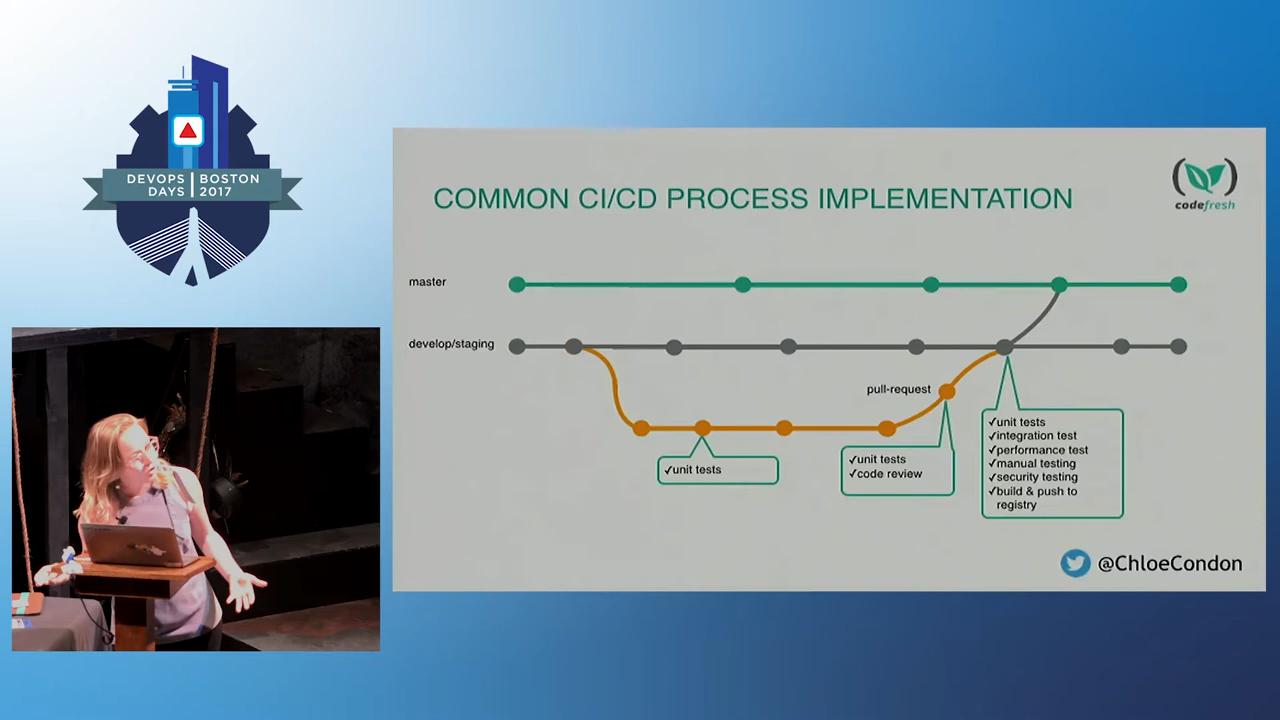 DEVOPS BOSTON
DAYS 2017
COMMON CI/CD PROCESS IMPLEMENTATION
codefresh
master
develop/staging
pull-request
✓unit tests
✓unit tests
✓code review
✓unit tests
✓integration test
✓performance test
✓manual testing
✓security testing
✓build & push to
registry
@ChloeCondon